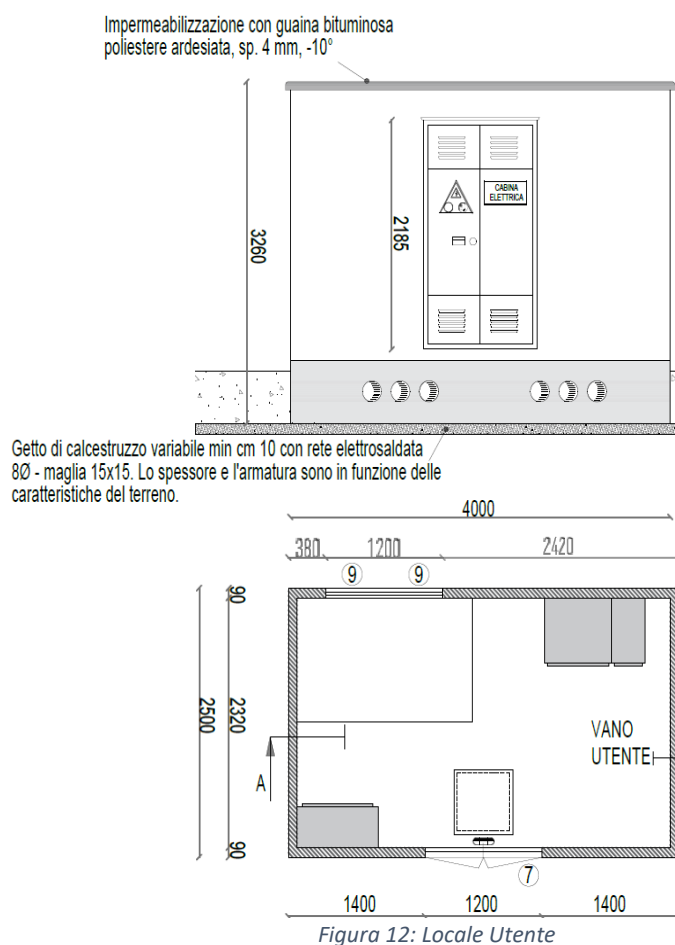 Impermeabilizzazione con guaina bituminosa
poliestere ardesiata, sp. 4 mm, -10°
3260
2185
CABINA
ELETTRICA
Getto di calcestruzzo variabile min cm 10 con rete elettrosaldata
8Ø - maglia 15x15. Lo spessore e l'armatura sono in funzione delle
caratteristiche del terreno.
4000
380 1200 2420
9 9
90
2500 2320
90
VANO
UTENTE
A
7
1400 1200 1400
Figura 12: Locale Utente